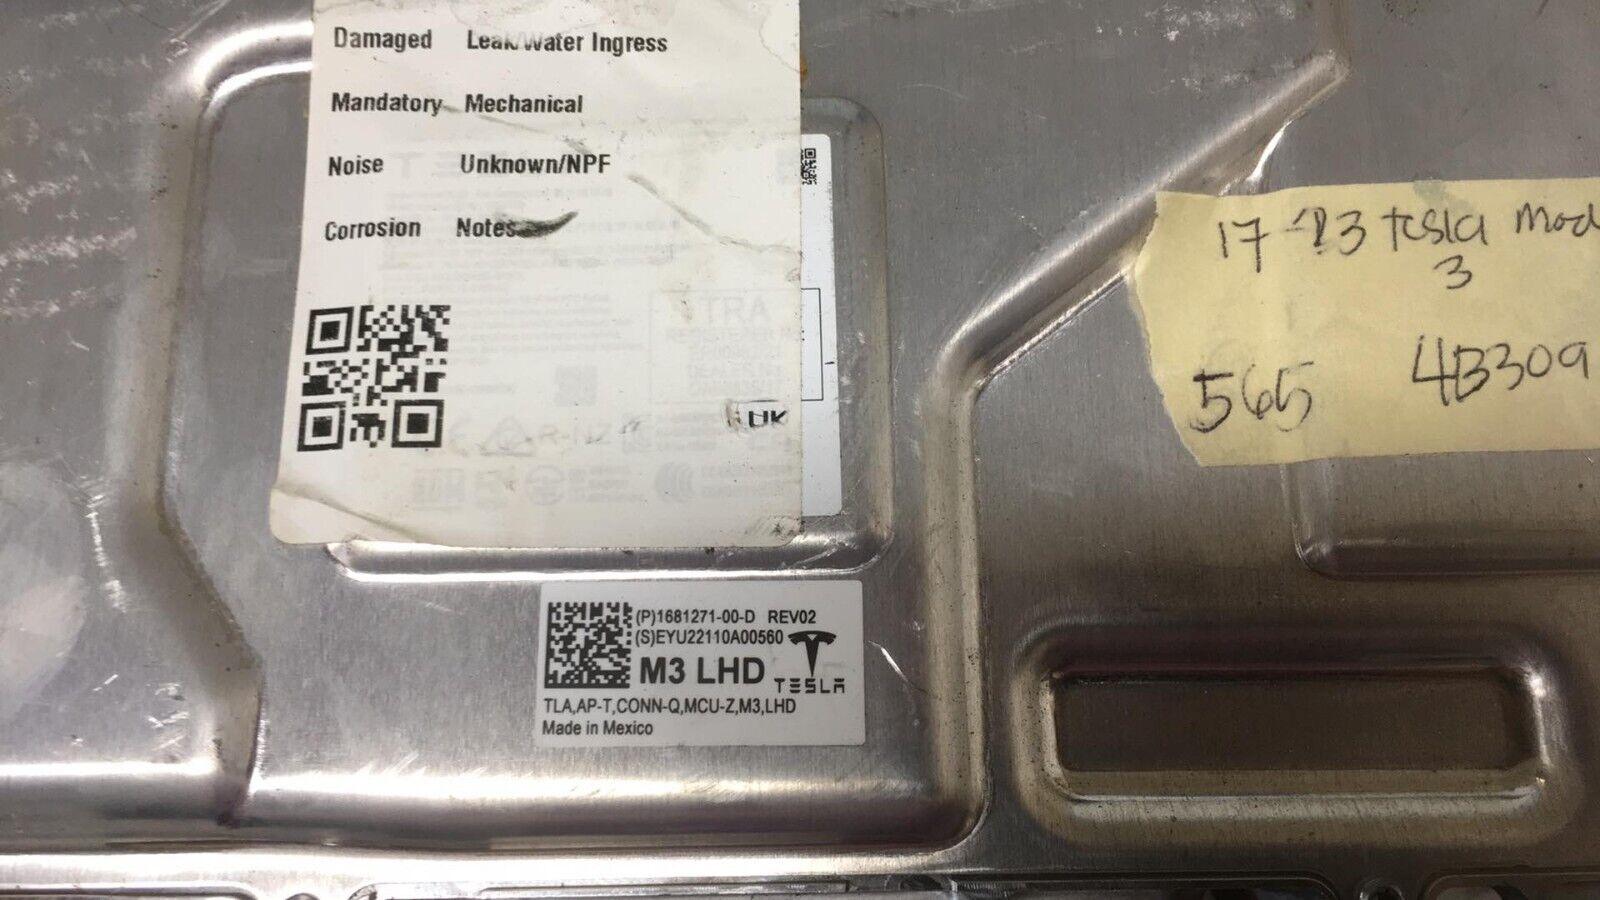 Damaged Leak/Water Ingress
Mandatory Mechanical
Noise Unknown/NPF
Corrosion Notes
TRA
UK
17-23 Tesla Mod
3
565 4B309
(P)1681271-00-D REV02
(S)EYU22110A00560
M3 LHD
TESLA
TLA,AP-T,CONN-Q,MCU-Z,M3,LHD
Made in Mexico